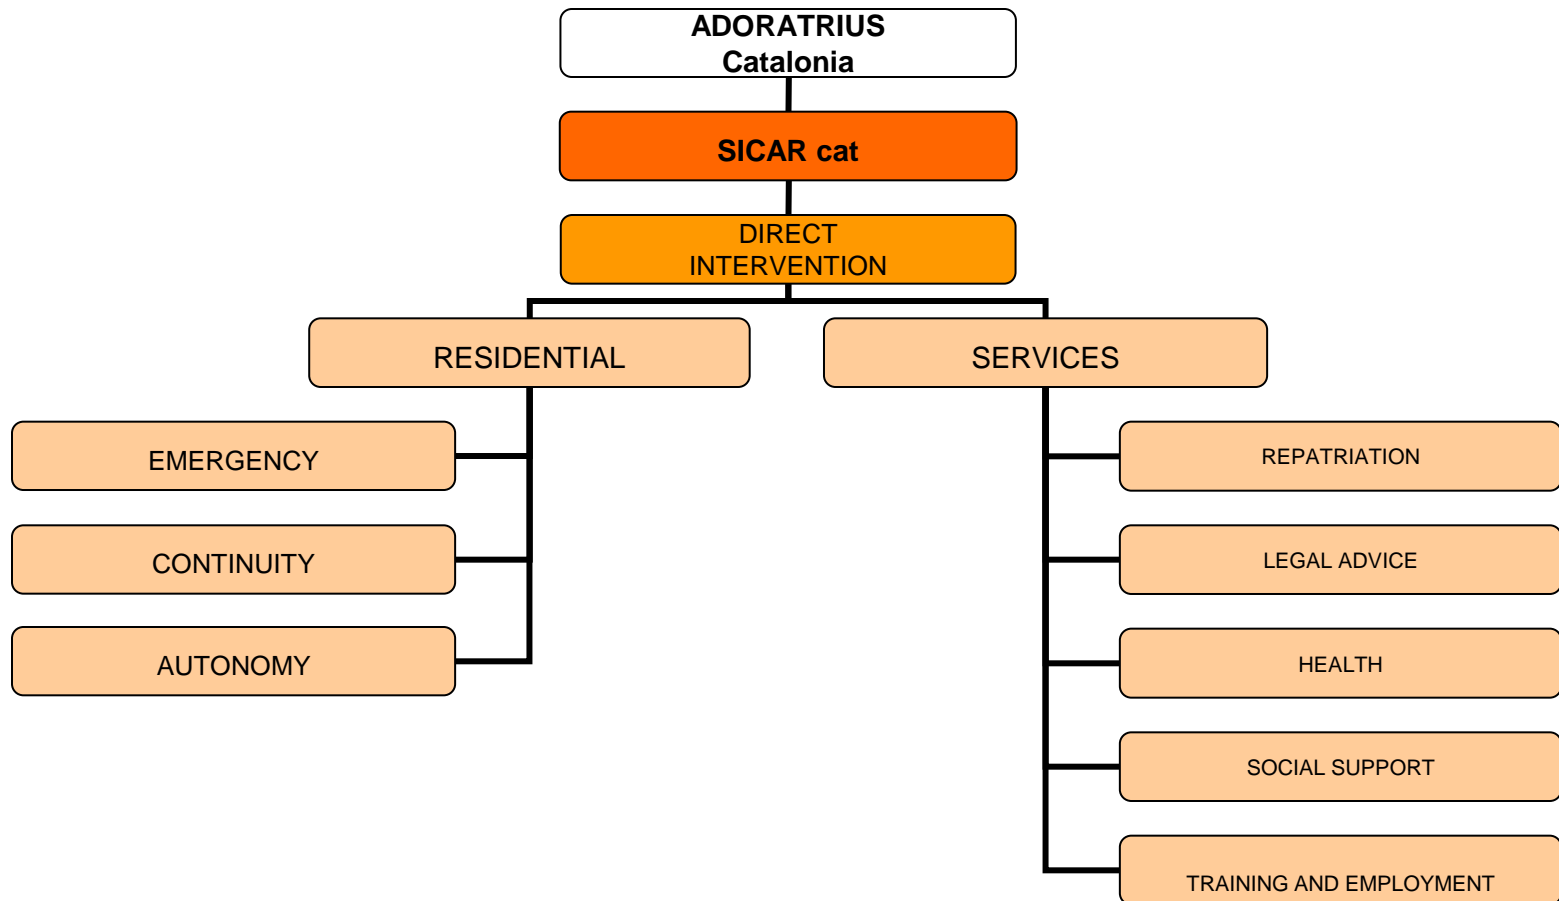 ADORATRIUS
Catalonia
SICAR cat
DIRECT
INTERVENTION
RESIDENTIAL
SERVICES
EMERGENCY
CONTINUITY
AUTONOMY
REPATRIATION
LEGAL ADVICE
HEALTH
SOCIAL SUPPORT
TRAINING AND EMPLOYMENT